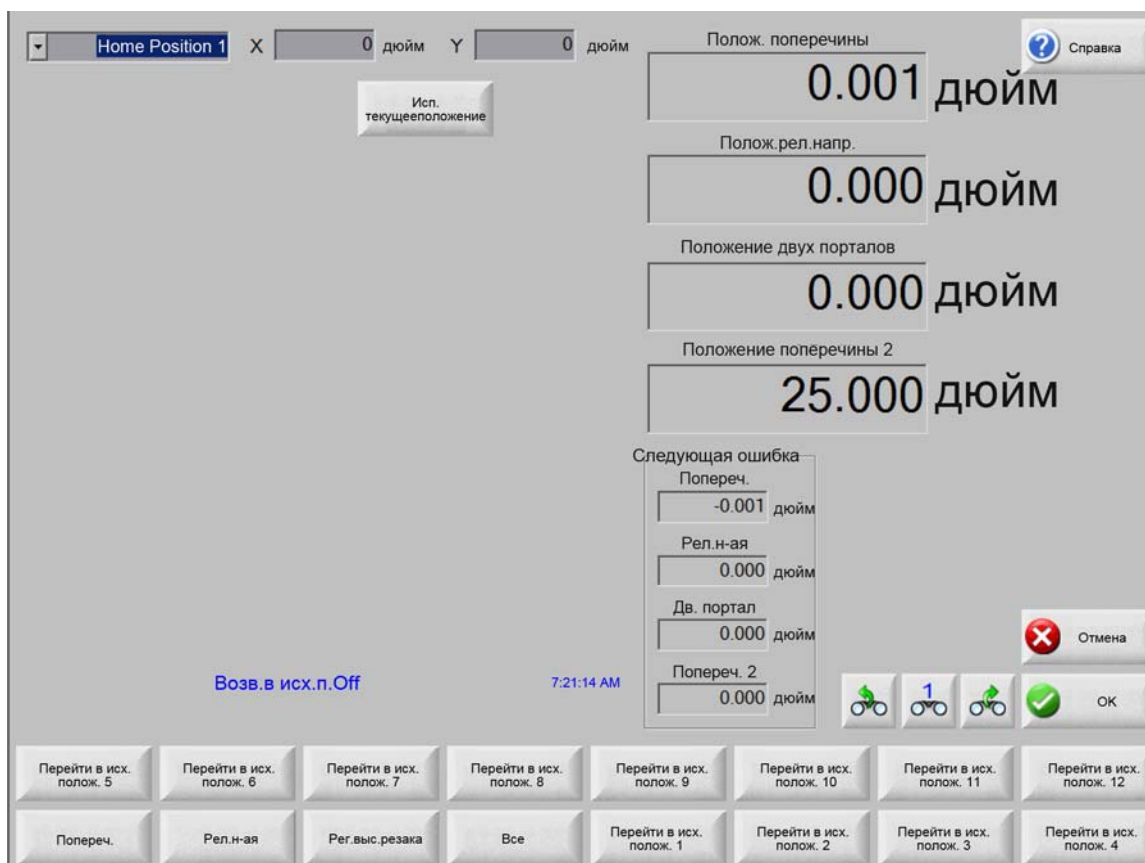 Home Position 1 X 0 дюйм Y 0 дюйм
Исп.
текущееположение
Полож. поперечины
0.001 дюйм
Справка
Полож.рел.напр.
0.000 дюйм
Положение двух порталов
0.000 дюйм
Положение поперечины 2
25.000 дюйм
Следующая ошибка
Попереч.
-0.001 дюйм
Рел.н-ая
0.000 дюйм
Дв. портал
0.000 дюйм
Попереч. 2
0.000 дюйм
Отмена
Возв.в исх.п.Off 7:21:14 AM
1
OK
Перейти в исх.
полож. 5
Перейти в исх.
полож. 6
Перейти в исх.
полож. 7
Перейти в исх.
полож. 8
Перейти в исх.
полож. 9
Перейти в исх.
полож. 10
Перейти в исх.
полож. 11
Перейти в исх.
полож. 12
Попереч.
Рел.н-ая
Рег.выс.резака
Все
Перейти в исх.
полож. 1
Перейти в исх.
полож. 2
Перейти в исх.
полож. 3
Перейти в исх.
полож. 4